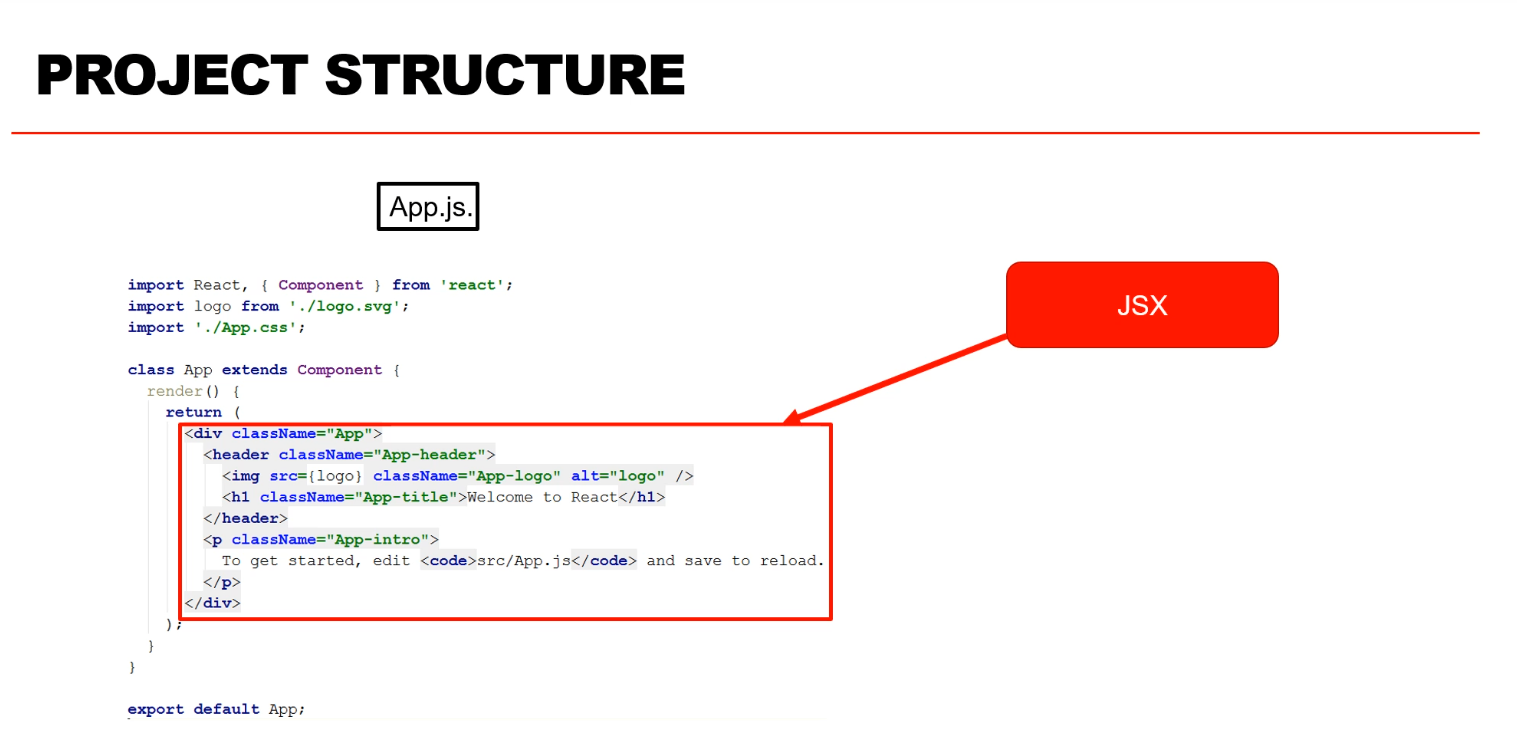 PROJECT STRUCTURE
App.js.
import React, { Component } from 'react';
import logo from './logo.svg';
import './App.css';
JSX
class App extends Component {
render() {
return (
<div className="App">
<header className="App-header">
<img src={logo} className="App-logo" alt="logo" />
<h1 className="App-title">Welcome to React</h1>
</header>
<p className="App-intro">
To get started, edit <code>src/App.js</code> and save to reload.
</p>
</div>
);
}
}
export default App;